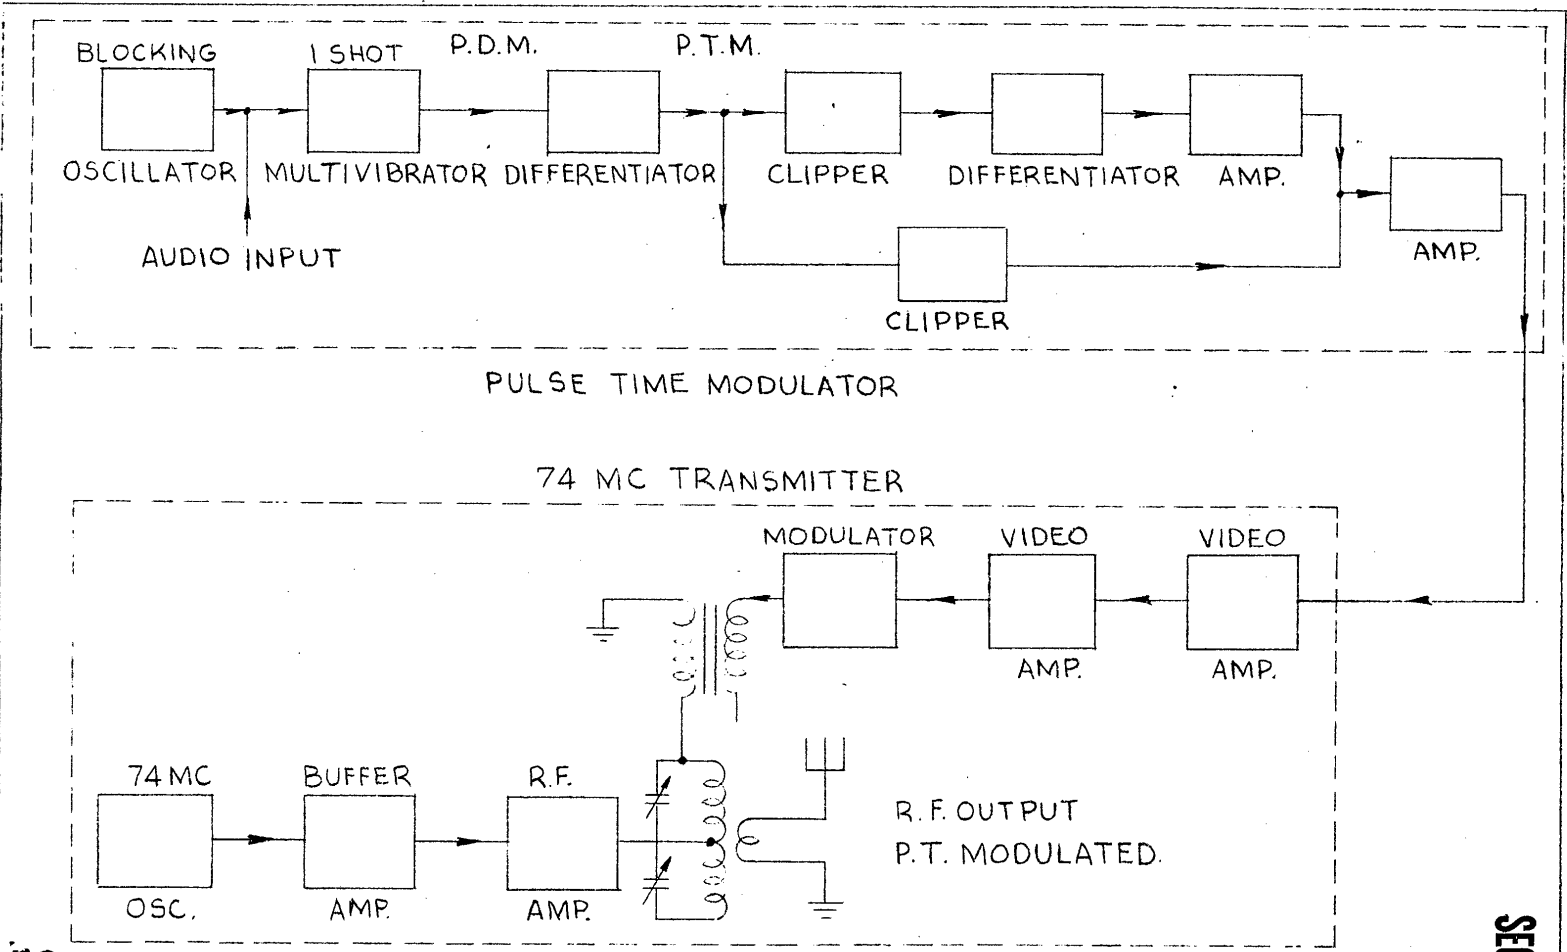 BLOCKING
OSCILLATOR
1 SHOT
MULTIVIBRATOR
P.D.M.
DIFFERENTIATOR
P.T.M.
CLIPPER
DIFFERENTIATOR
AMP.
AMP.
AUDIO INPUT
CLIPPER
PULSE TIME MODULATOR
74 MC TRANSMITTER
MODULATOR
VIDEO
AMP.
VIDEO
AMP.
74 MC
OSC.
BUFFER
AMP.
R.F.
AMP.
R.F. OUTPUT
P.T. MODULATED.